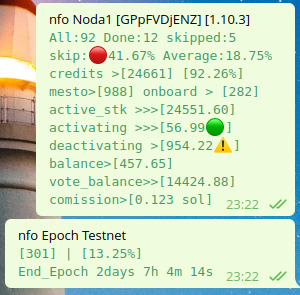 nfo Noda1 [GPpFVDjENZ] [1.10.3]
All:92 Done:12 skipped:5
skip:🔴41.67% Average:18.75%
credits >[24661] [92.26%]
mesto>[988] onboard > [282]
active_stk >>>[24551.60]
activating >>>[56.99🟢]
deactivating >[954.22⚠️]
balance>[457.65]
vote_balance>>[14424.88]
comission>[0.123 sol]
23:22
nfo Epoch Testnet
[301] | [13.25%]
End_Epoch 2days 7h 4m 14s
23:22